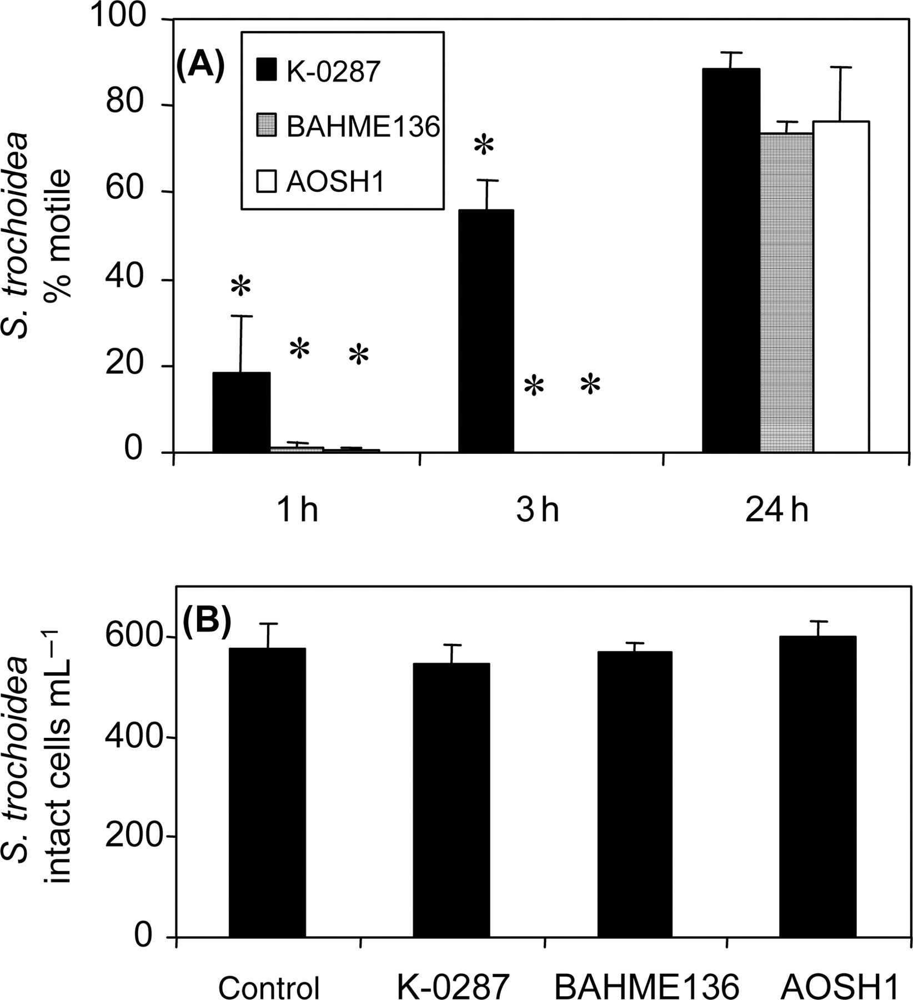 100
80
60
40
20
0
S. trochoidea
% motile
(A)
K-0287
BAHME136
AOSH1
*
*
*
*
*
*
1 h
3 h
24 h
600
400
200
0
S. trochoidea
intact cells mL⁻¹
(B)
Control
K-0287
BAHME136
AOSH1